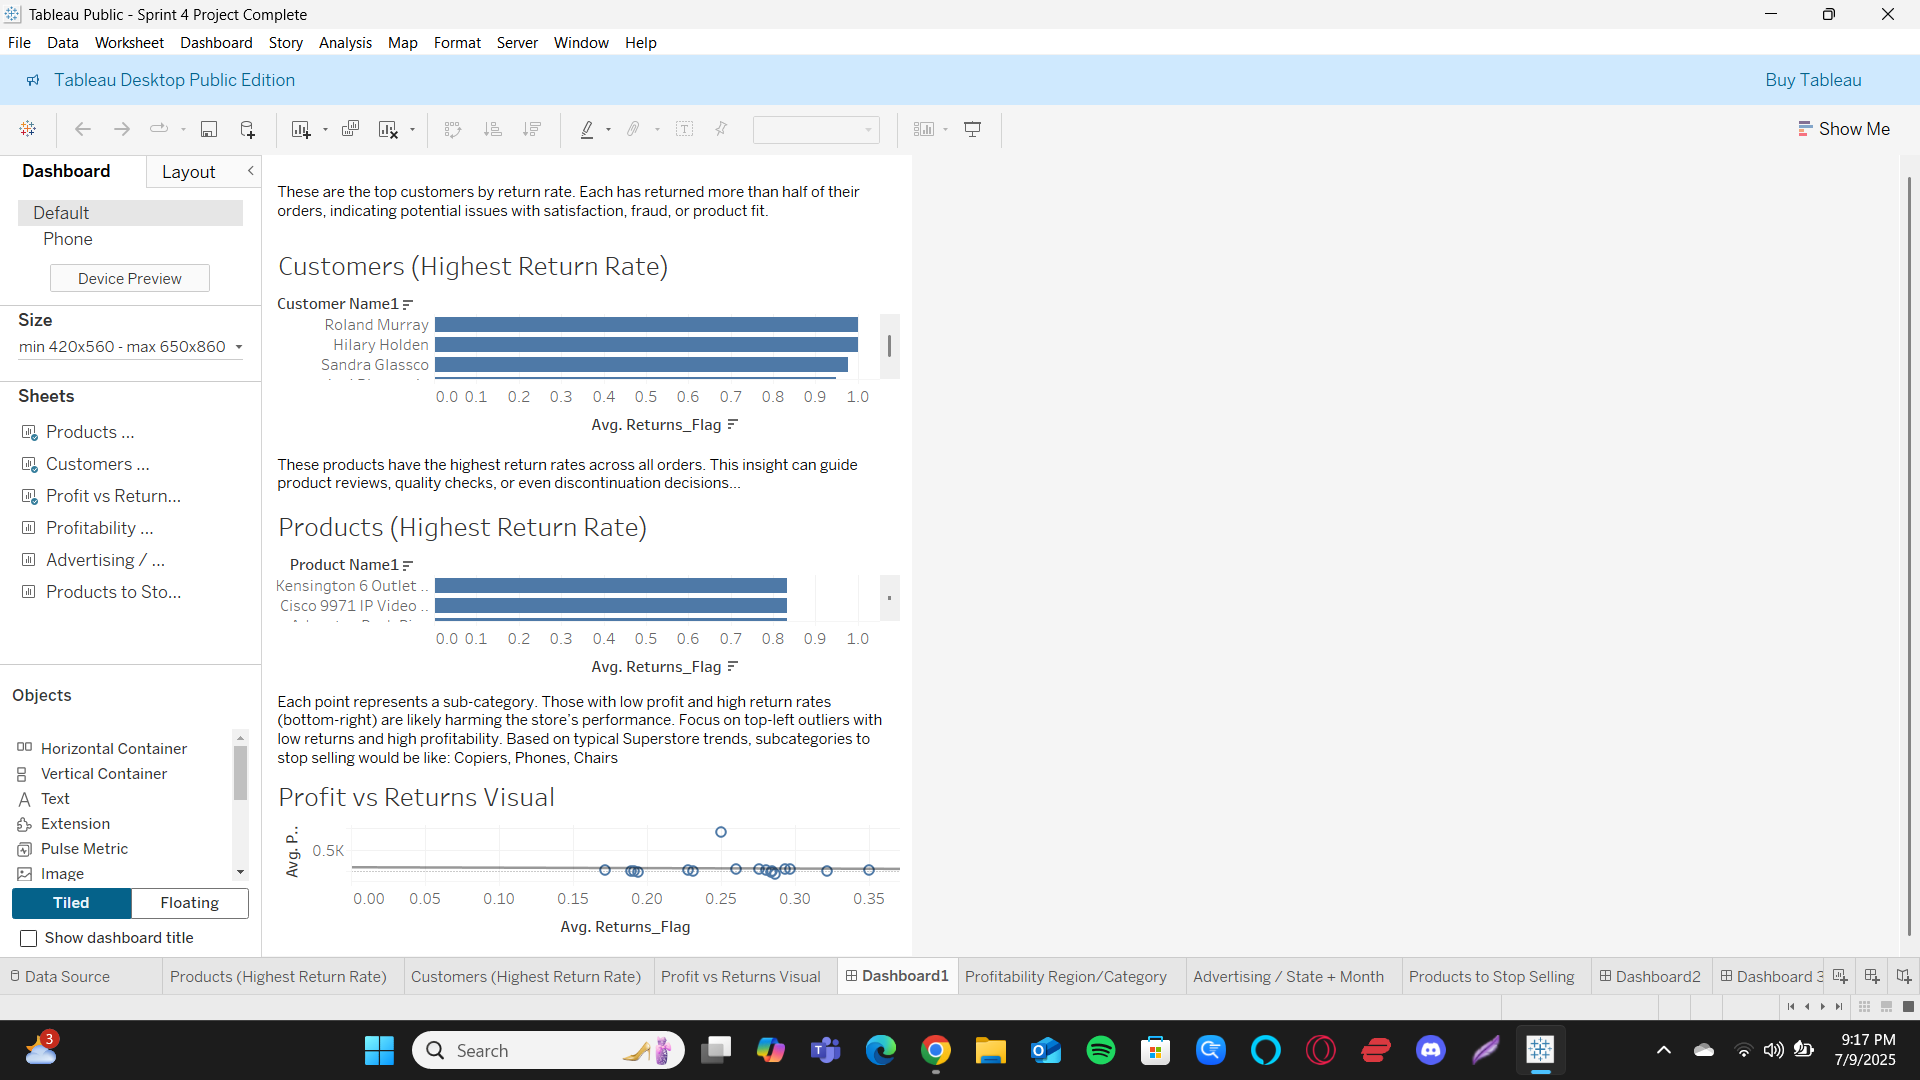 Tableau Public - Sprint 4 Project Complete
File Data Worksheet Dashboard Story Analysis Map Format Server Window Help
Tableau Desktop Public Edition
Buy Tableau
Show Me
Dashboard
Layout
Default
Phone
Device Preview
Size
min 420x560 - max 650x860
Sheets
Products ...
Customers ...
Profit vs Return...
Profitability ...
Advertising / ...
Products to Sto...
Objects
Horizontal Container
Vertical Container
Text
Extension
Pulse Metric
Image
Tiled
Floating
Show dashboard title
These are the top customers by return rate. Each has returned more than half of their
orders, indicating potential issues with satisfaction, fraud, or product fit.
Customers (Highest Return Rate)
Customer Name1
Roland Murray
Hilary Holden
Sandra Glassco
0.0 0.1 0.2 0.3 0.4 0.5 0.6 0.7 0.8 0.9 1.0
Avg. Returns_Flag
These products have the highest return rates across all orders. This insight can guide
product reviews, quality checks, or even discontinuation decisions...
Products (Highest Return Rate)
Product Name1
Kensington 6 Outlet ..
Cisco 9971 IP Video ..
0.0 0.1 0.2 0.3 0.4 0.5 0.6 0.7 0.8 0.9 1.0
Avg. Returns_Flag
Each point represents a sub-category. Those with low profit and high return rates
(bottom-right) are likely harming the store's performance. Focus on top-left outliers with
low returns and high profitability. Based on typical Superstore trends, subcategories to
stop selling would be like: Copiers, Phones, Chairs
Profit vs Returns Visual
Avg. P..
0.5K
0.00 0.05 0.10 0.15 0.20 0.25 0.30 0.35
Avg. Returns_Flag
Data Source
Products (Highest Return Rate)
Customers (Highest Return Rate)
Profit vs Returns Visual
Dashboard1
Profitability Region/Category
Advertising / State + Month
Products to Stop Selling
Dashboard2
Dashboard 3
3
Search
9:17 PM
7/9/2025